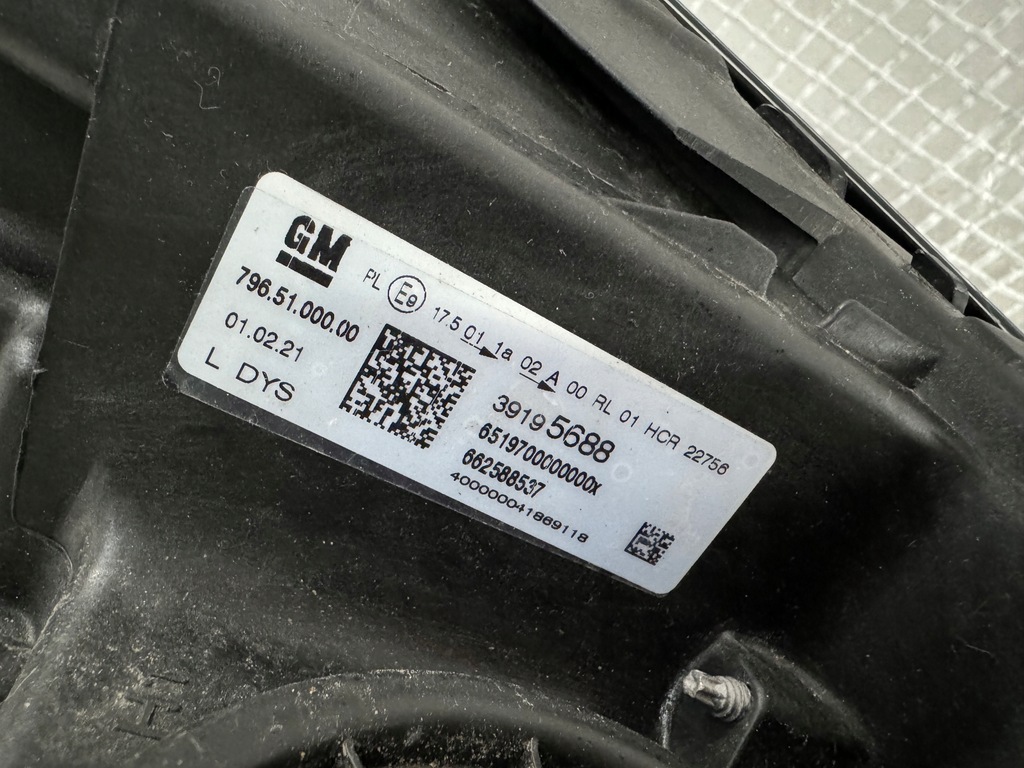 GM
PL E9 17.5 01 1a 02 A 00 RL 01 HCR 22756
796.51.000.00
01.02.21
L DYS
39195688
6519700000000X
662588537
400000041869118